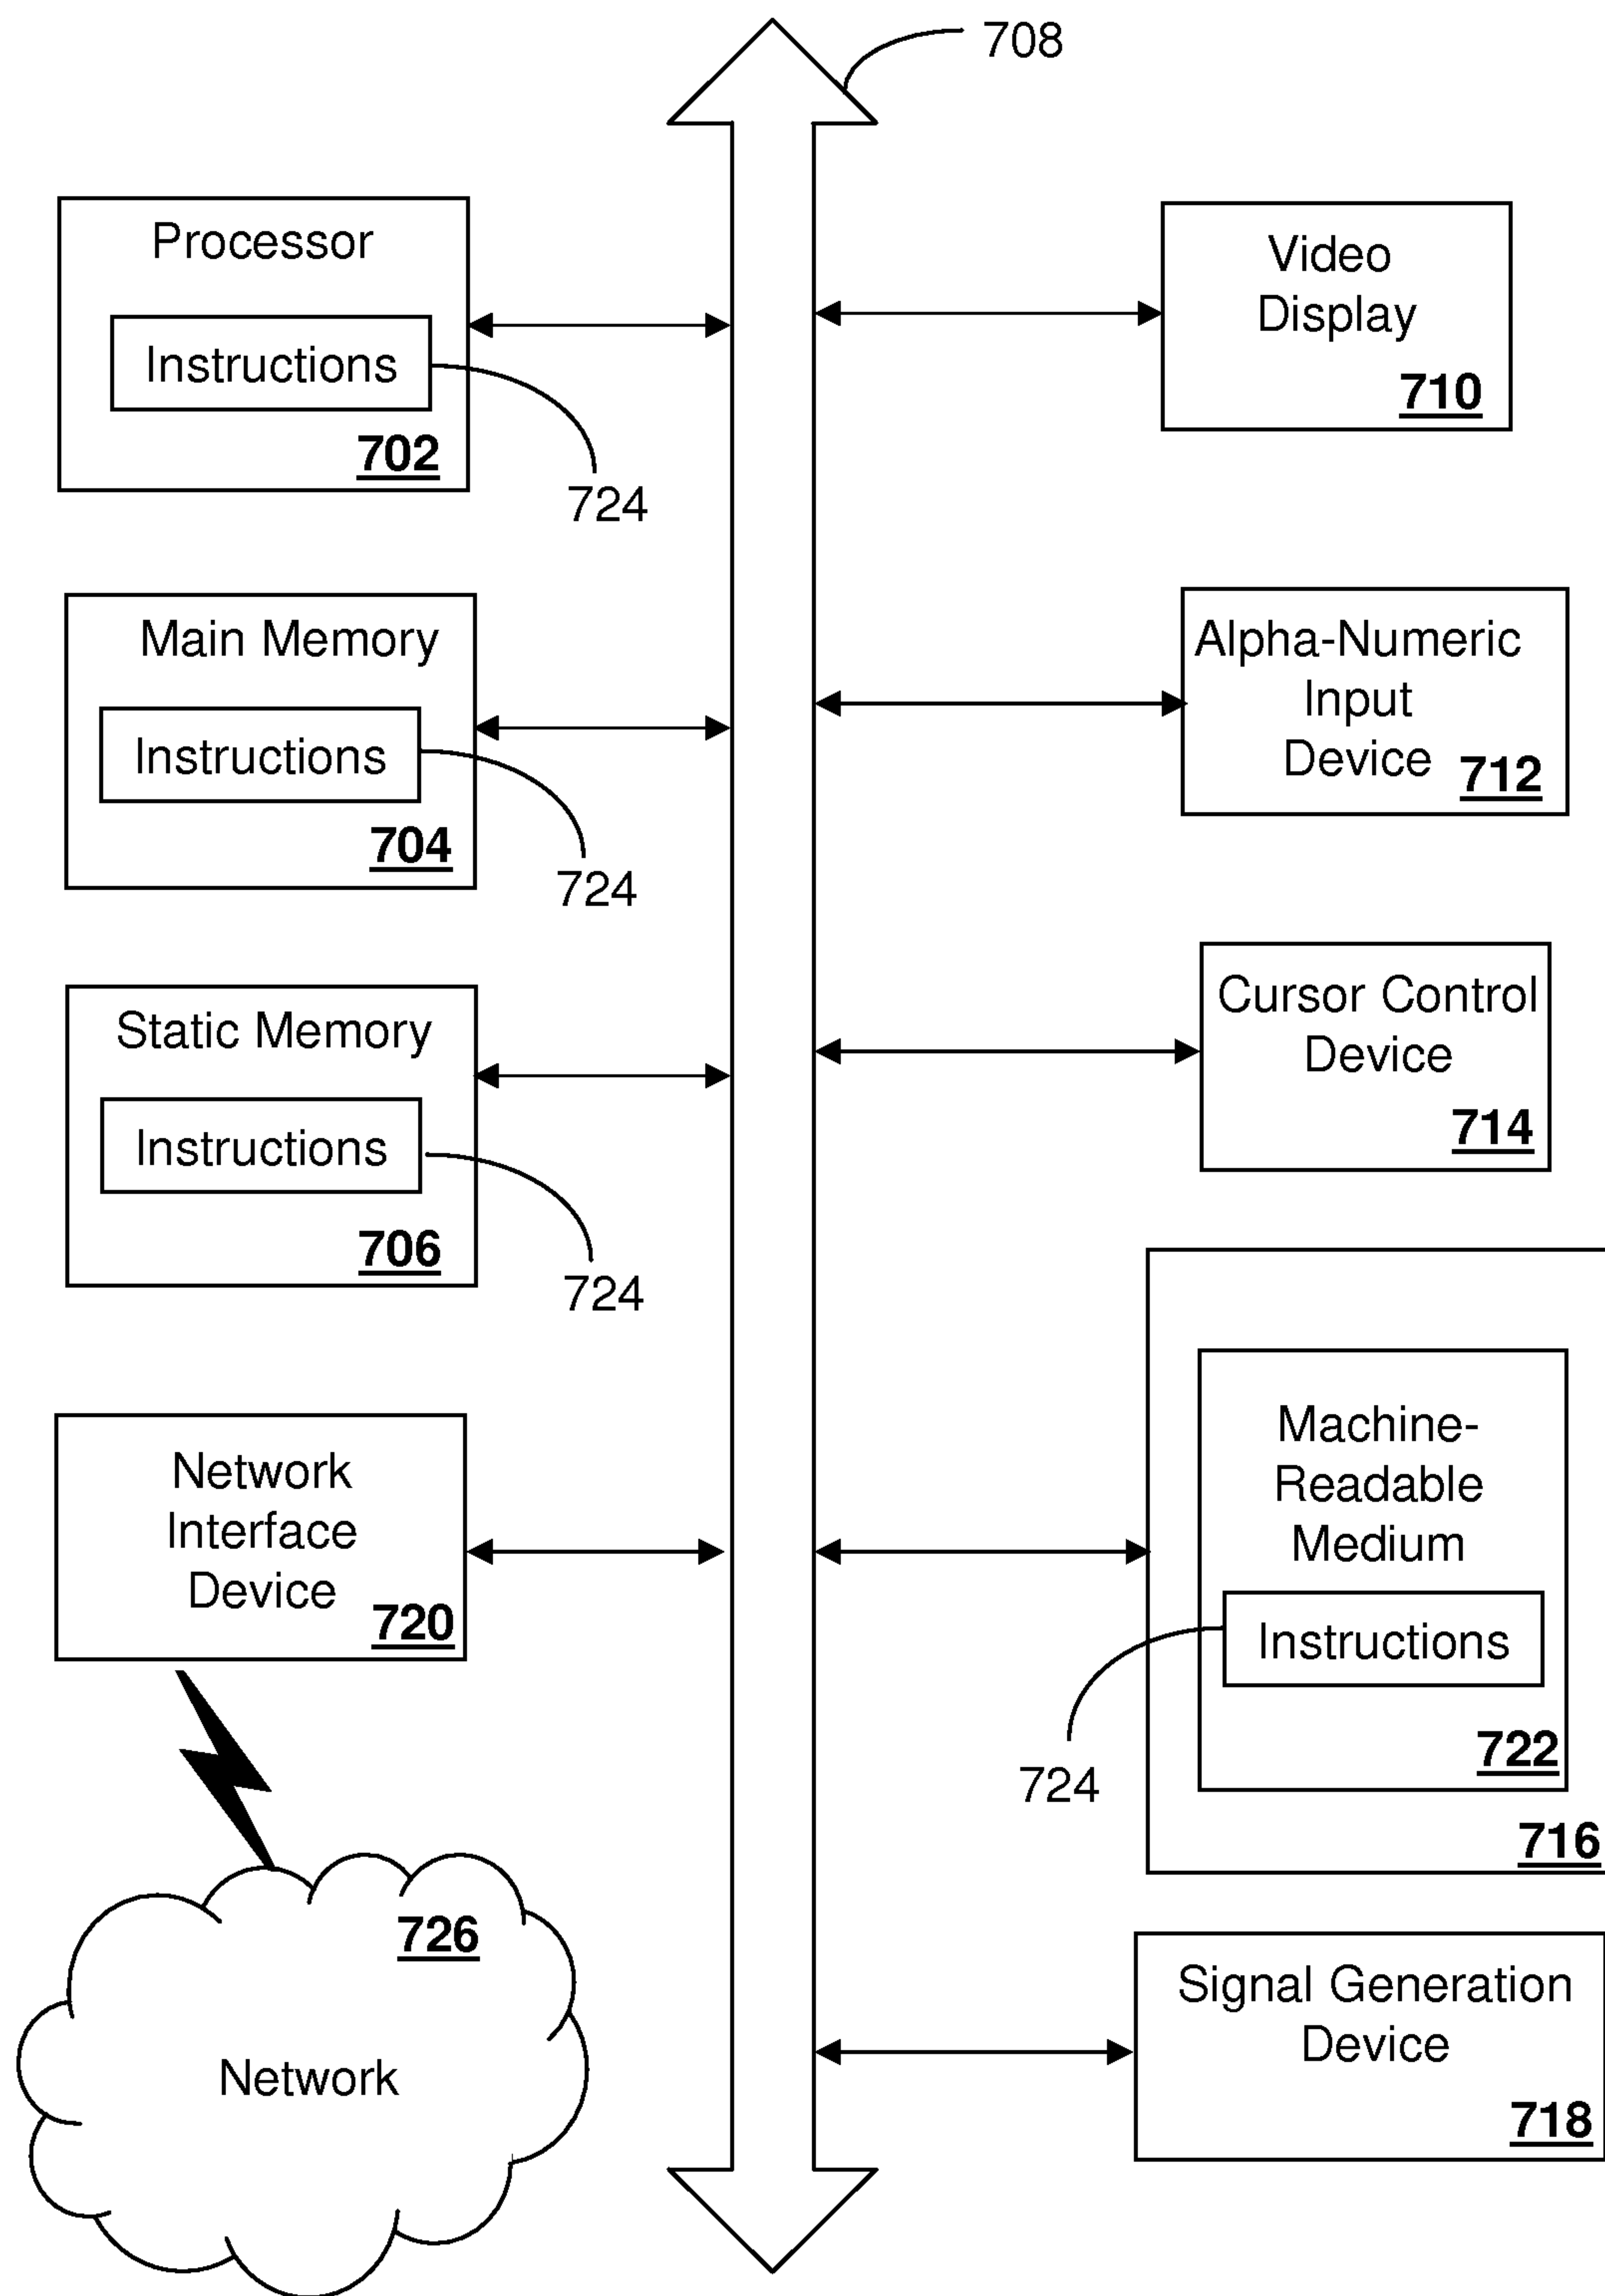 708
Processor
Instructions
702
724
Main Memory
Instructions
704
724
Static Memory
Instructions
706
724
Network
Interface
Device
720
726
Network
Video
Display
710
Alpha-Numeric
Input
Device
712
Cursor Control
Device
714
Machine-
Readable
Medium
Instructions
722
724
716
Signal Generation
Device
718